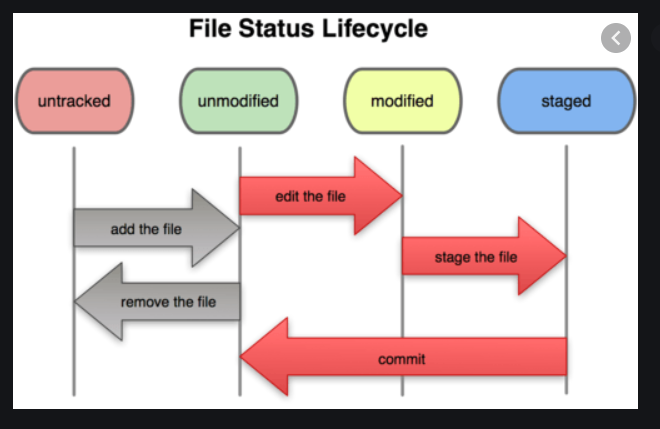 File Status Lifecycle
untracked
unmodified
modified
staged
edit the file
add the file
stage the file
remove the file
commit